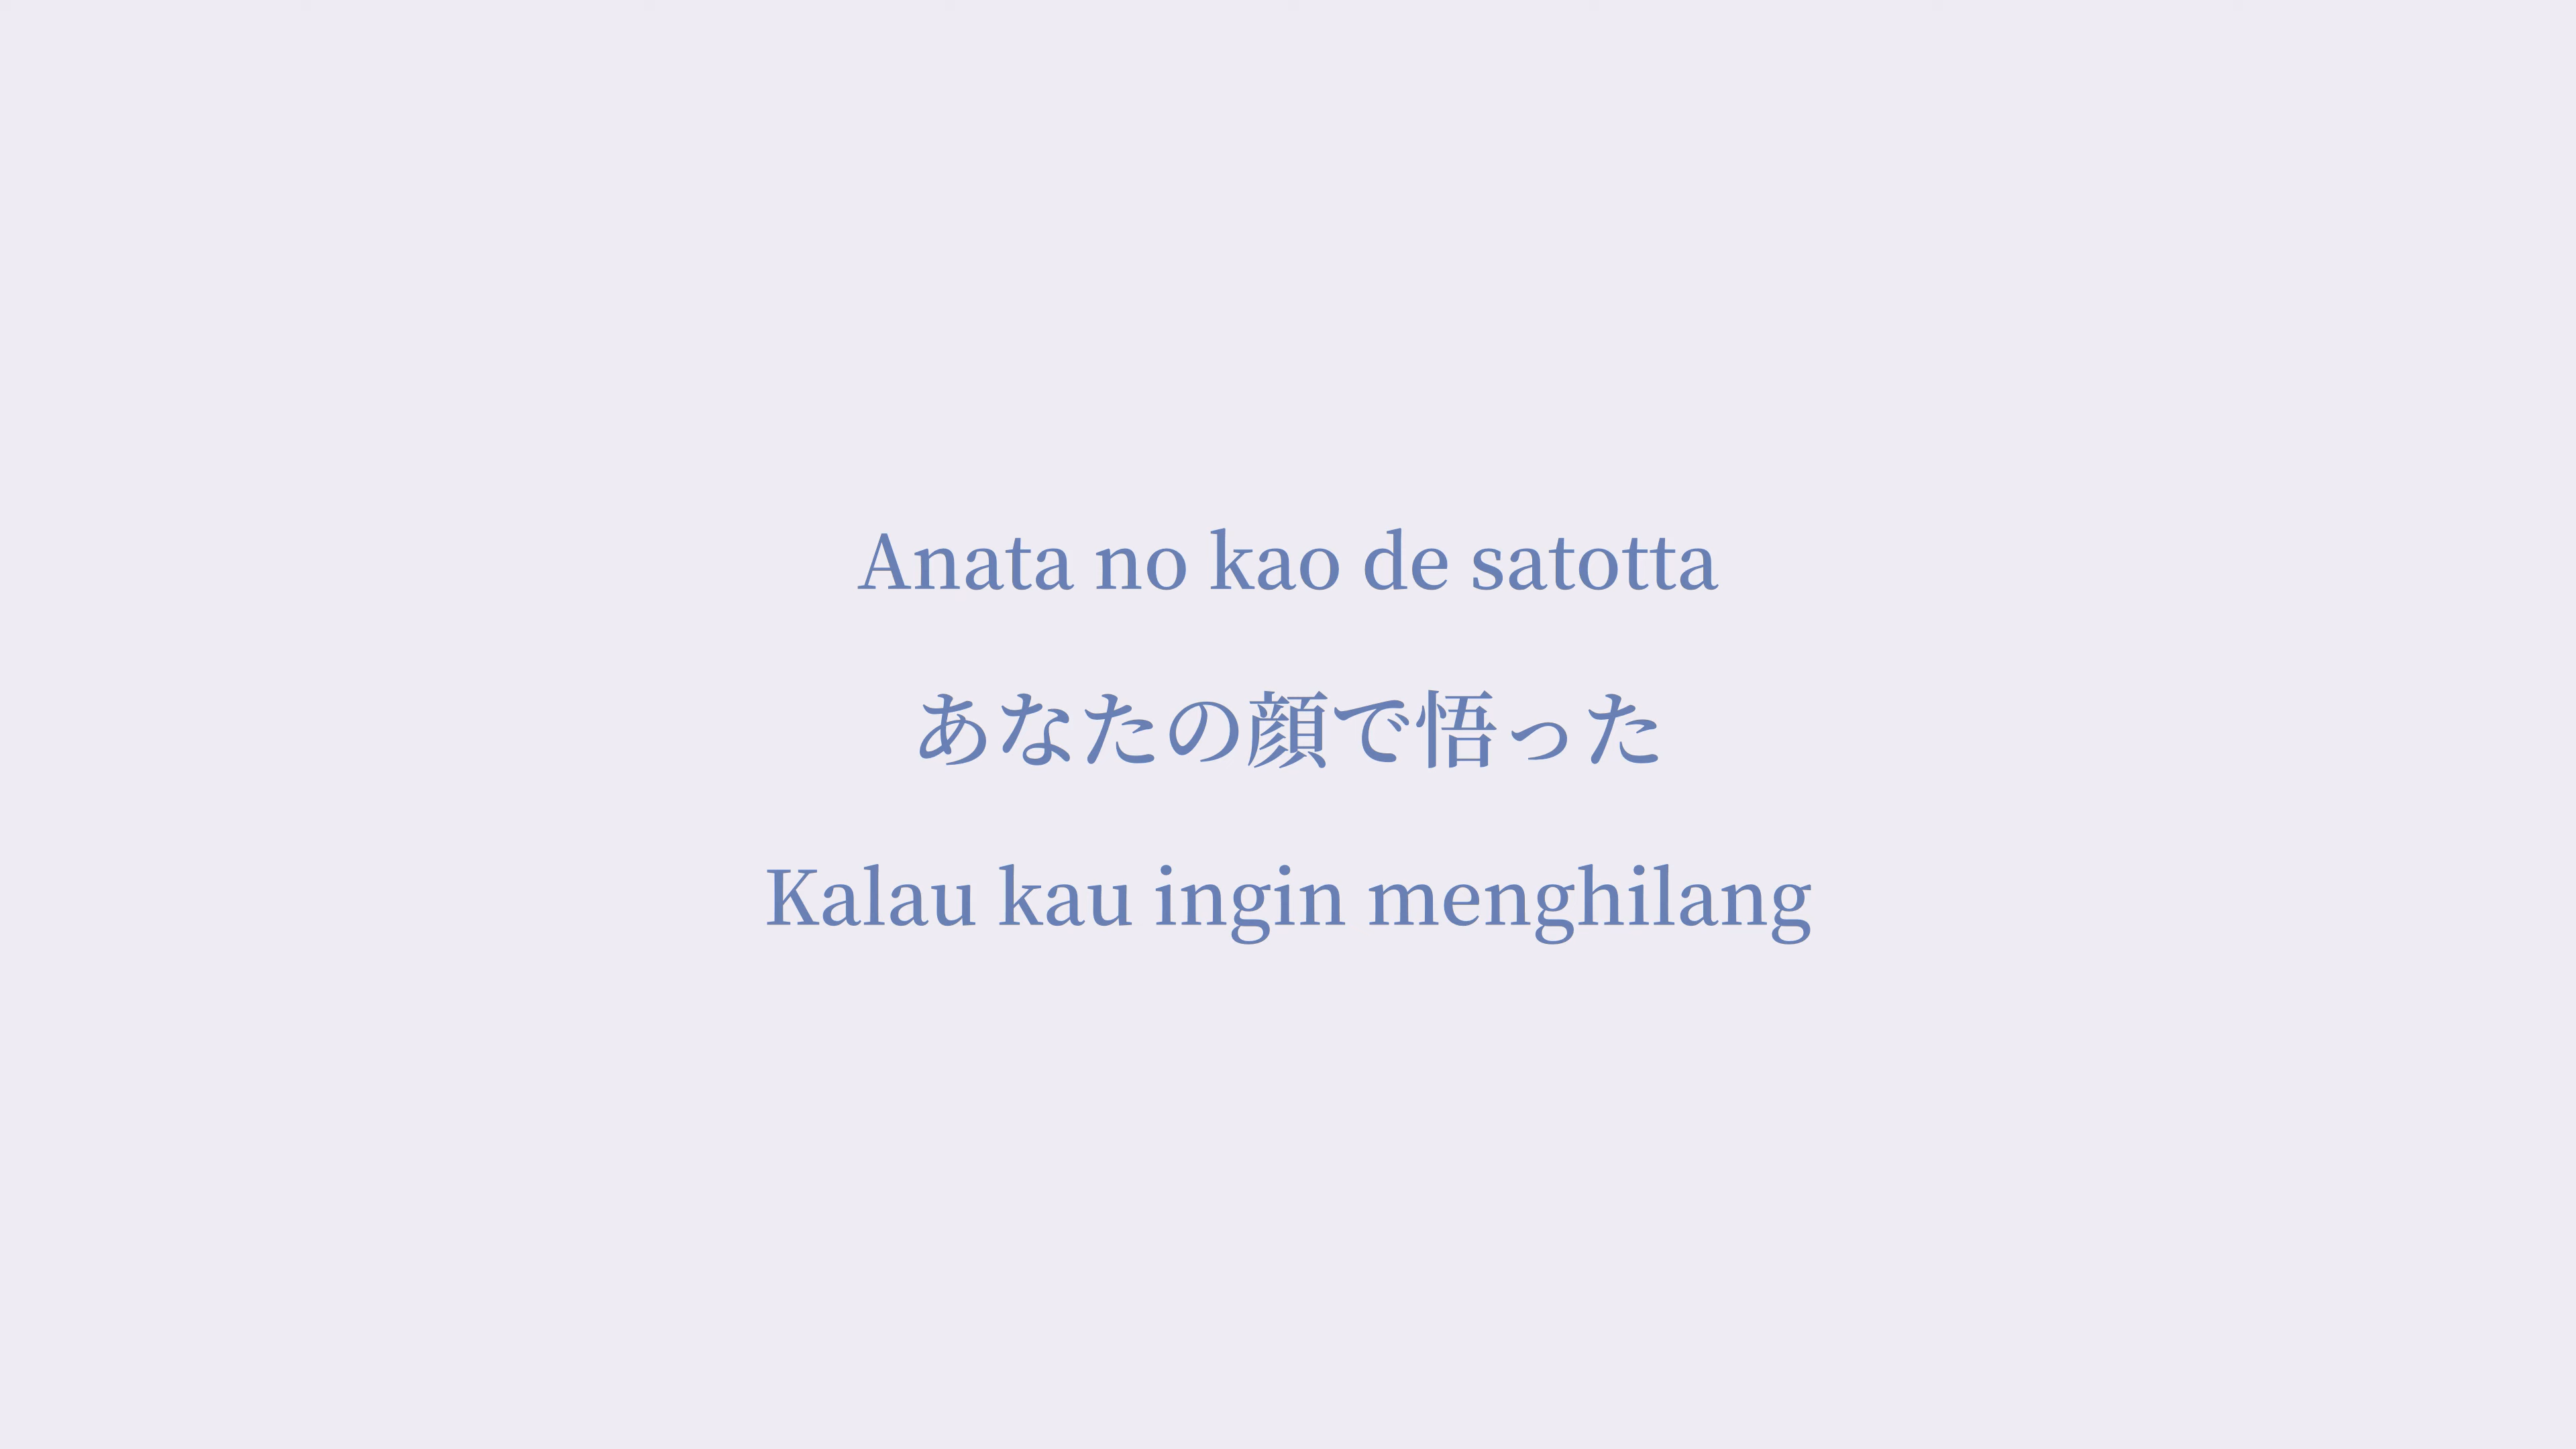 Anata no kao de satotta
あなたの顔で悟った
Kalau kau ingin menghilang